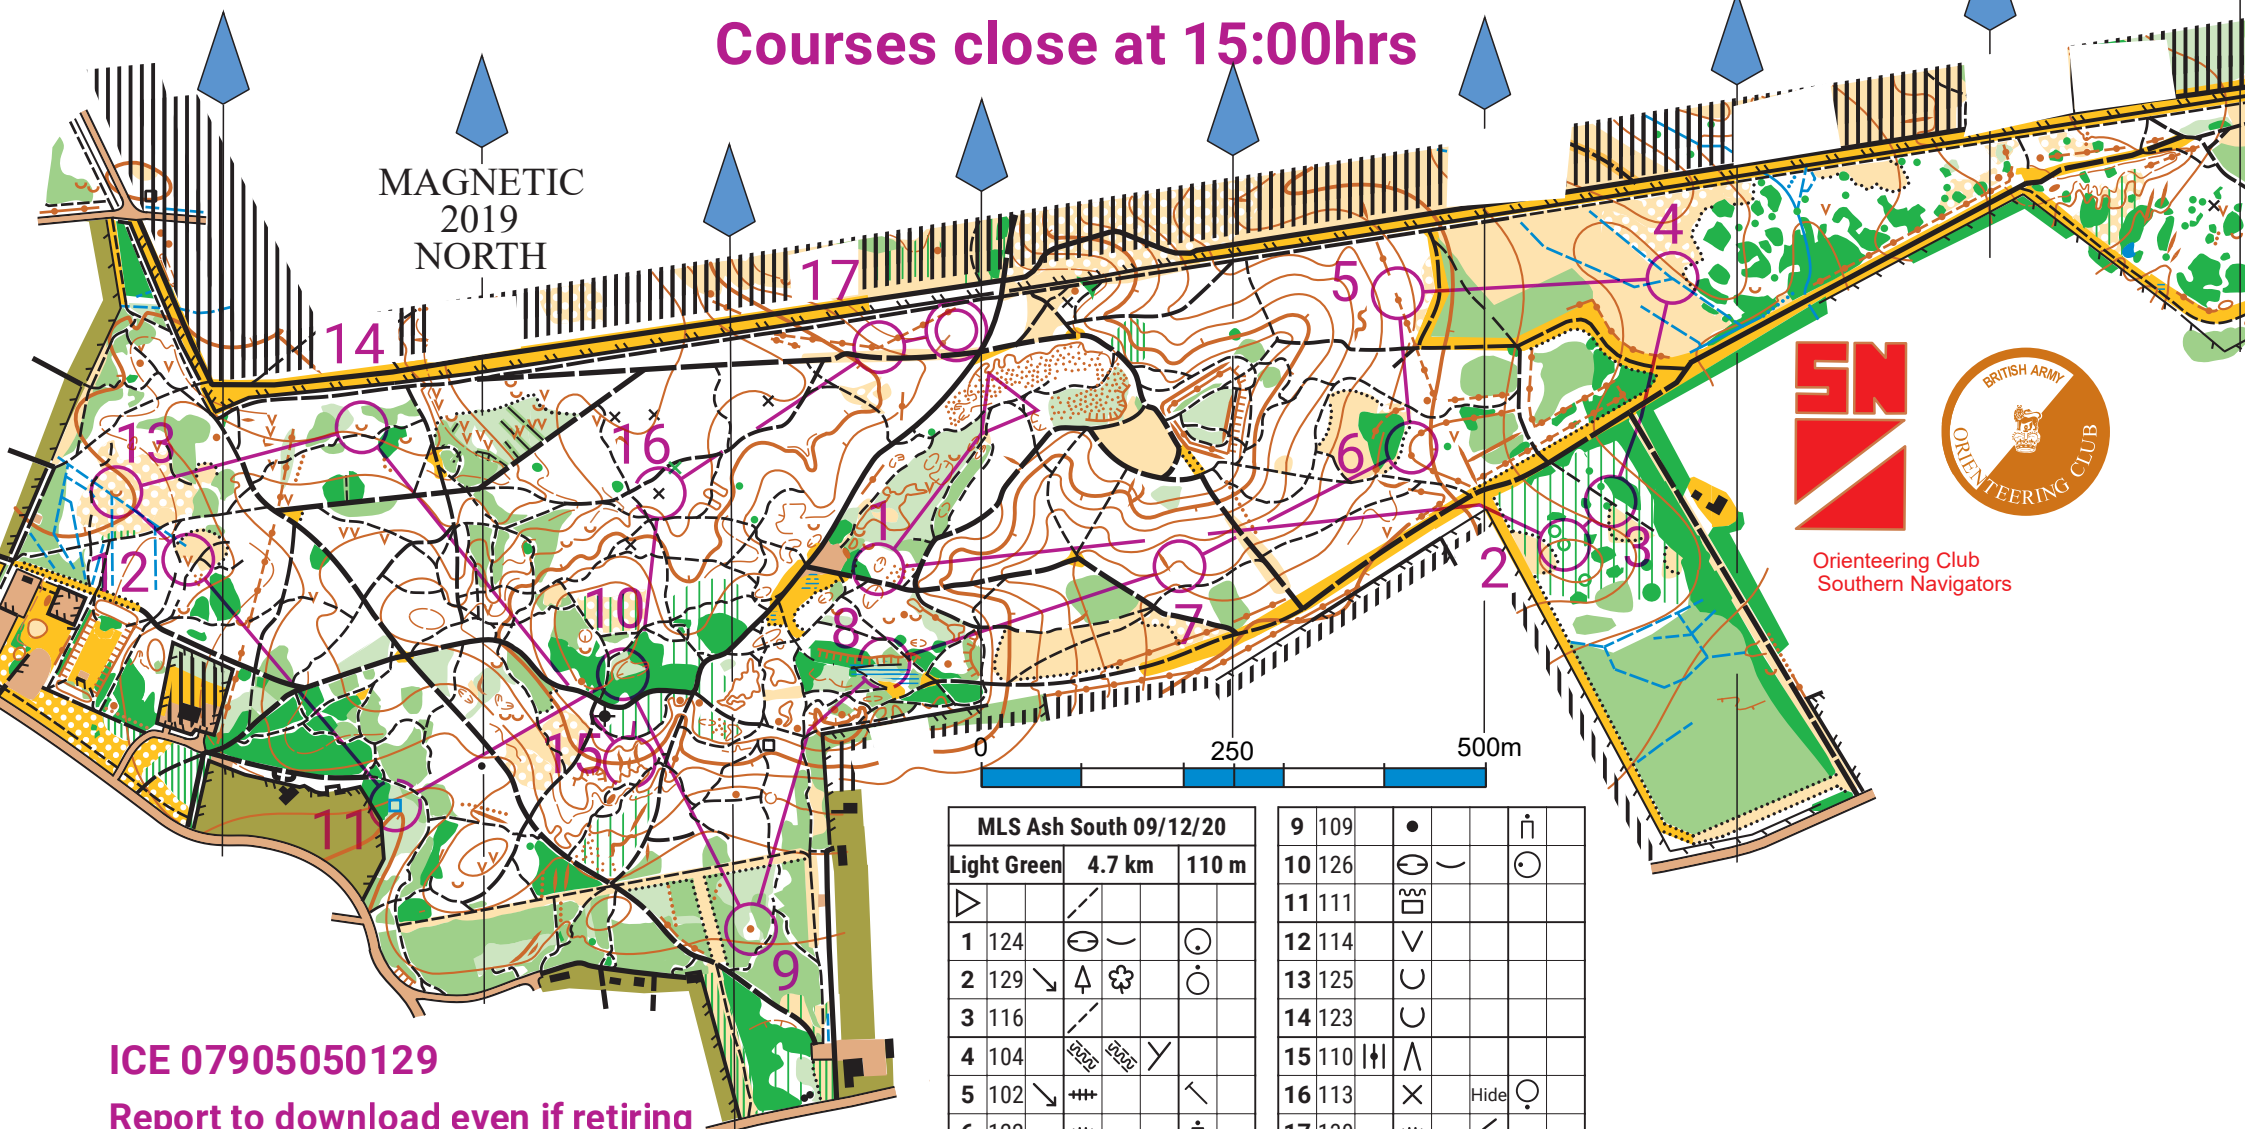 Courses close at 15:00hrs
MAGNETIC
2019
NORTH
17
14
4
5
13
16
6
1
12
2
3
10
8
7
15
11
9
BRITISH ARMY
ORIENTEERING CLUB
SN
Orienteering Club
Southern Navigators
0 250 500m
MLS Ash South 09/12/20
Light Green 4.7 km 110 m
1 124
2 129
3 116
4 104
5 102
9 109
10 126
11 111
12 114
13 125
14 123
15 110
16 113 Hide
ICE 07905050129
Report to download even if retiring